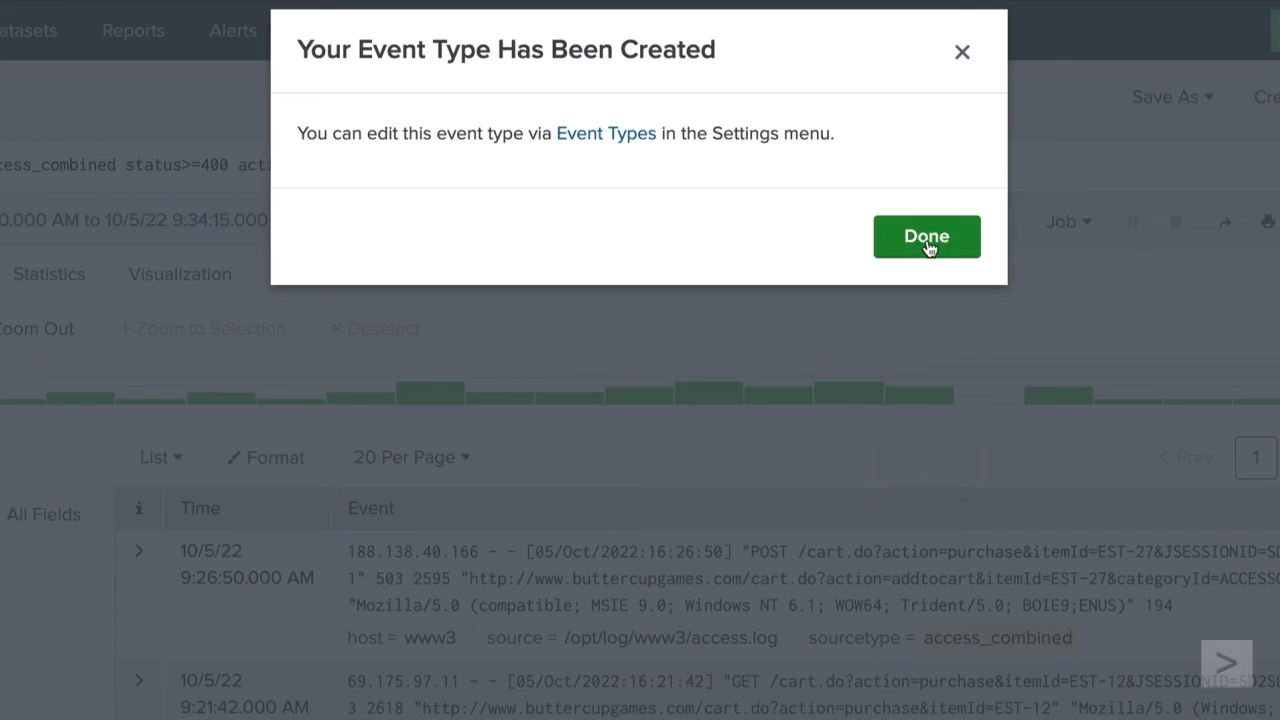 Your Event Type Has Been Created
You can edit this event type via Event Types in the Settings menu.
Done
atasets Reports Alerts
Save As Cre
cess_combined status>=400 acti
0.000 AM to 10/5/22 9:34:15.000
Job
Statistics Visualization
Zoom Out + Zoom to Selection × Deselect
List Format 20 Per Page < Prev 1
All Fields i Time Event
10/5/22 188.138.40.166 - - [05/Oct/2022:16:26:50] "POST /cart.do?action=purchase&itemId=EST-27&JSESSIONID=SD
9:26:50.000 AM 1" 503 2595 "http://www.buttercupgames.com/cart.do?action=addtocart&itemId=EST-27&categoryId=ACCESSO
"Mozilla/5.0 (compatible; MSIE 9.0; Windows NT 6.1; WOW64; Trident/5.0; BOIE9;ENUS)" 194
host = www3 source = /opt/log/www3/access.log sourcetype = access_combined
10/5/22 69.175.97.11 - - [05/Oct/2022:16:21:42] "GET /cart.do?action=purchase&itemId=EST-12&JSESSIONID=SD2SL
9:21:42.000 AM 3 2618 "http://www.buttercupgames.com/cart.do?action=purchase&itemId=EST-12" "Mozilla/5.0 (Windows;